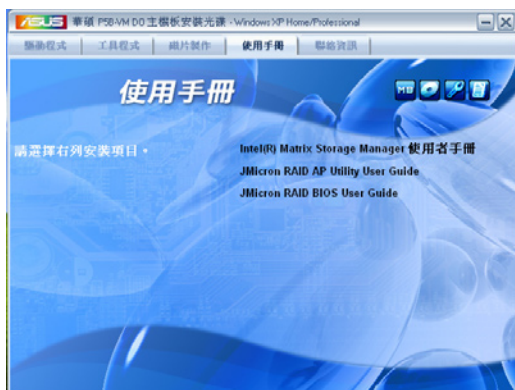 ASUS 華碩 P5B-VM DO 主機板安裝光碟 - Windows XP Home/Professional
驅動程式 工具程式 磁片製作 使用手冊 聯絡資訊
使用手冊
MB
請選擇右列安裝項目。
Intel(R) Matrix Storage Manager 使用者手冊
JMicron RAID AP Utility User Guide
JMicron RAID BIOS User Guide